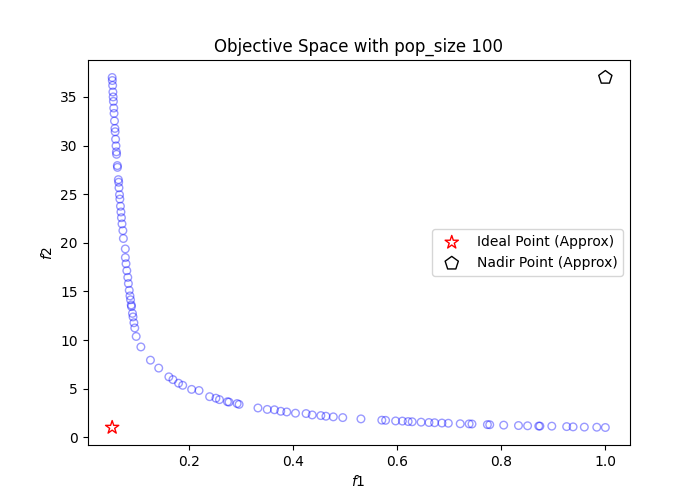 Objective Space with pop_size 100
f2
35
30
25
20
15
10
5
0
Ideal Point (Approx)
Nadir Point (Approx)
0.2 0.4 0.6 0.8 1.0
f1